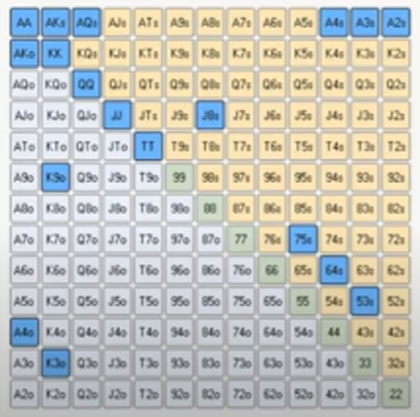 AA AKs AQs AJs ATs A9s A8s A7s A6s A5s A4s A3s A2s
AKo KK KQs KJs KTs K9s K8s K7s K6s K5s K4s K3s K2s
AQo KQo QQ QJs QTs Q9s Q8s Q7s Q6s Q5s Q4s Q3s Q2s
AJo KJo QJo JJ JTs J9s J8s J7s J6s J5s J4s J3s J2s
ATo KTo QTo JTo TT T9s T8s T7s T6s T5s T4s T3s T2s
A9o K9o Q9o J9o T9o 99 98s 97s 96s 95s 94s 93s 92s
A8o K8o Q8o J8o T8o 98o 88 87s 86s 85s 84s 83s 82s
A7o K7o Q7o J7o T7o 97o 87o 77 76s 75s 74s 73s 72s
A6o K6o Q6o J6o T6o 96o 86o 76o 66 65s 64s 63s 62s
A5o K5o Q5o J5o T5o 95o 85o 75o 65o 55 54s 53s 52s
A4o K4o Q4o J4o T4o 94o 84o 74o 64o 54o 44 43s 42s
A3o K3o Q3o J3o T3o 93o 83o 73o 63o 53o 43o 33 32s
A2o K2o Q2o J2o T2o 92o 82o 72o 62o 52o 42o 32o 22